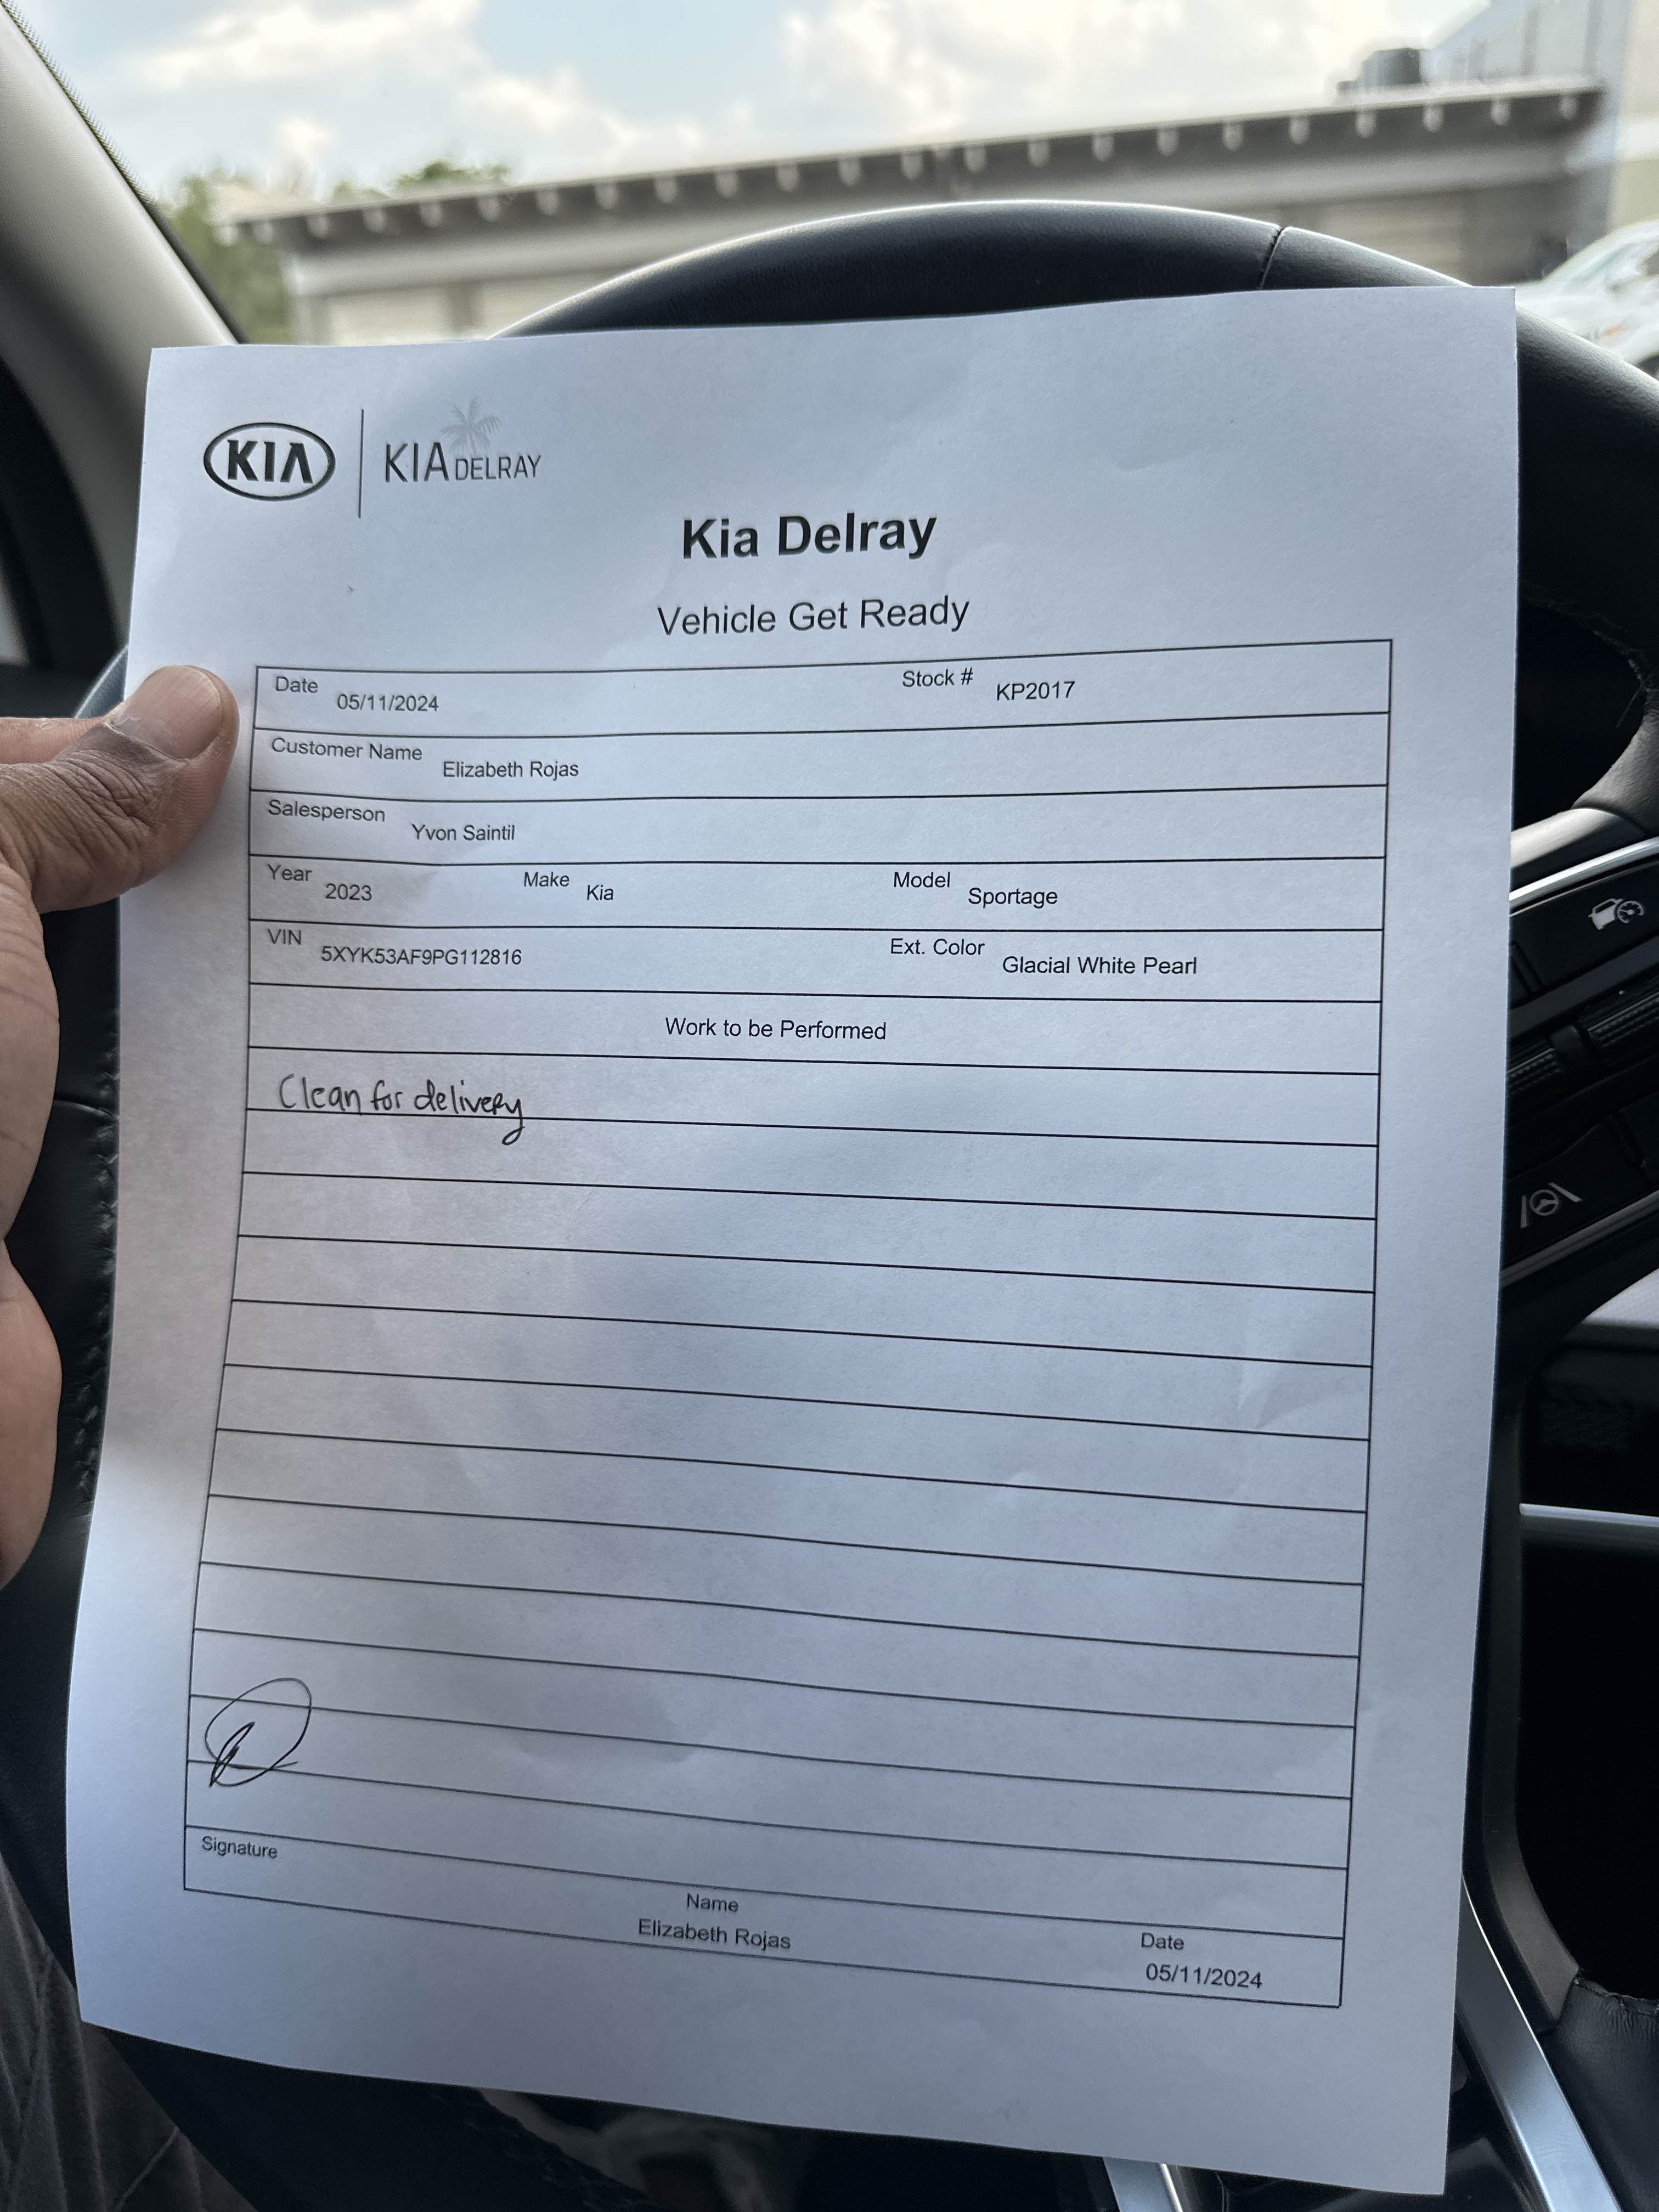 KIA KIA DELRAY
Kia Delray
Vehicle Get Ready
Date 05/11/2024 Stock # KP2017
Customer Name Elizabeth Rojas
Salesperson Yvon Saintil
Year 2023 Make Kia Model Sportage
VIN 5XYK53AF9PG112816 Ext. Color Glacial White Pearl
Work to be Performed
Clean for delivery
Signature
Name
Elizabeth Rojas
Date
05/11/2024